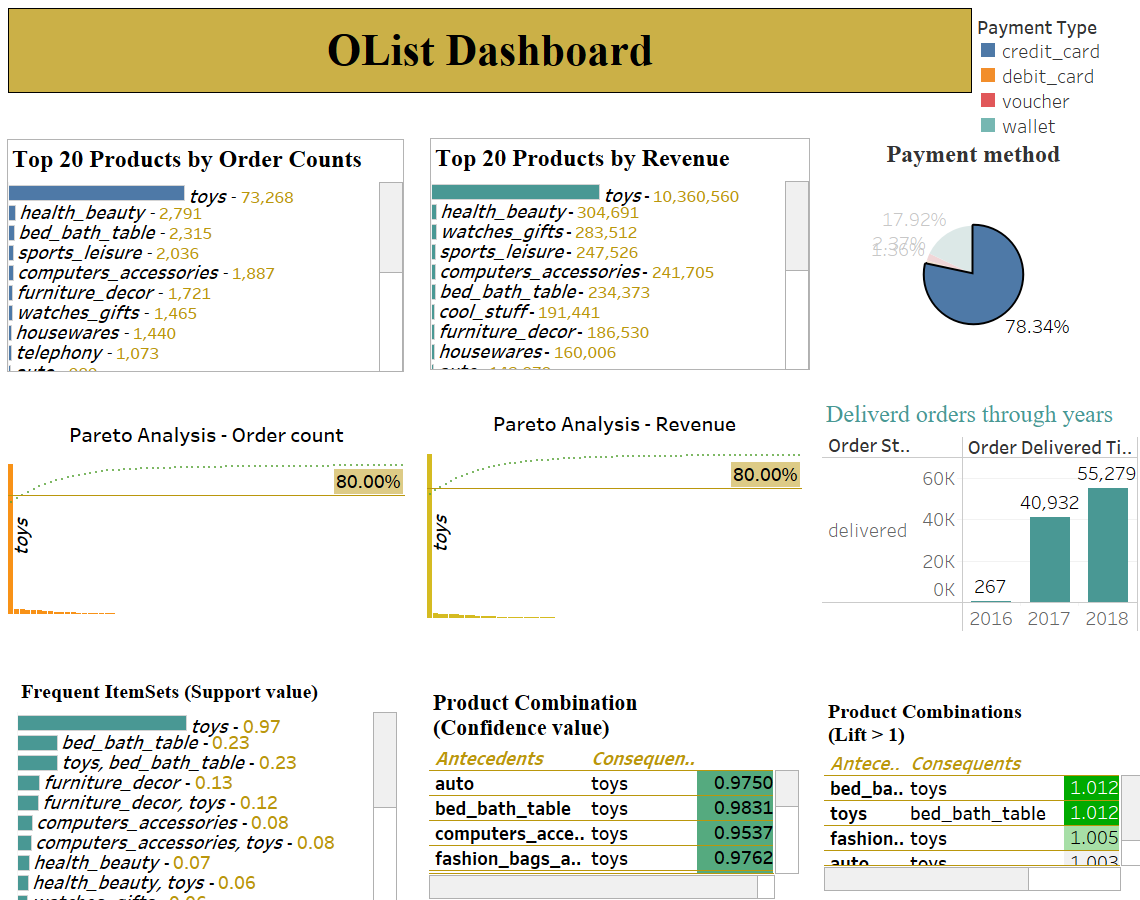 OList Dashboard
Payment Type
credit_card
debit_card
voucher
wallet
Top 20 Products by Order Counts
toys - 73,268
health_beauty - 2,791
bed_bath_table - 2,315
sports_leisure - 2,036
computers_accessories - 1,887
furniture_decor - 1,721
watches_gifts - 1,465
housewares - 1,440
telephony - 1,073
Top 20 Products by Revenue
toys - 10,360,560
health_beauty- 304,691
watches_gifts- 283,512
sports_leisure- 247,526
computers_accessories- 241,705
bed_bath_table- 234,373
cool_stuff- 191,441
furniture_decor- 186,530
housewares- 160,006
Payment method
17.92%
2.37%
1.36%
78.34%
Pareto Analysis - Order count
80.00%
toys
Pareto Analysis - Revenue
80.00%
toys
Deliverd orders through years
Order St.. Order Delivered Ti..
delivered
60K
40K
20K
0K
267
40,932
55,279
2016 2017 2018
Frequent ItemSets (Support value)
toys - 0.97
bed_bath_table - 0.23
toys, bed_bath_table - 0.23
furniture_decor - 0.13
furniture_decor, toys - 0.12
computers_accessories - 0.08
computers_accessories, toys - 0.08
health_beauty - 0.07
health_beauty, toys - 0.06
watches_gifts - 0.06
Product Combination
(Confidence value)
Antecedents Consequen..
auto toys 0.9750
bed_bath_table toys 0.9831
computers_acce.. toys 0.9537
fashion_bags_a.. toys 0.9762
Product Combinations
(Lift > 1)
Antece.. Consequents
bed_ba.. toys 1.012
toys bed_bath_table 1.012
fashion.. toys 1.005
auto toys 1.003